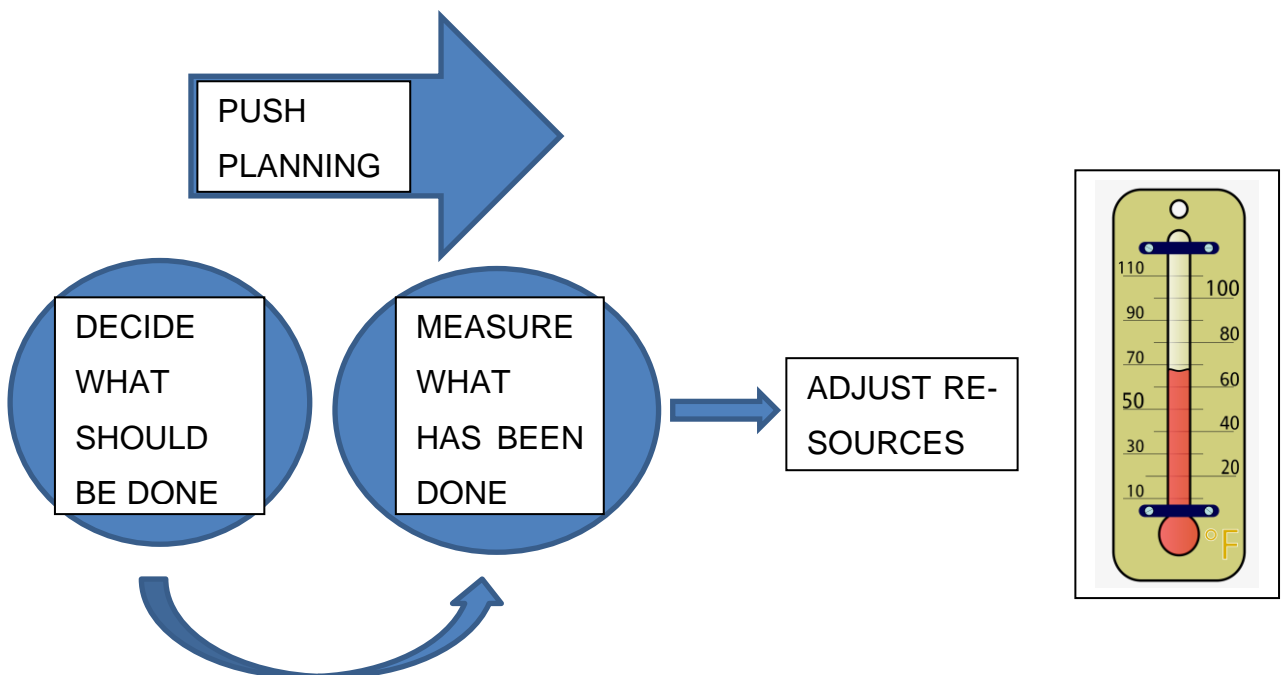 PUSH
PLANNING
DECIDE
WHAT
SHOULD
BE DONE
MEASURE
WHAT
HAS BEEN
DONE
ADJUST RE-
SOURCES
110
100
90
80
70
60
50
40
30
20
10
°F